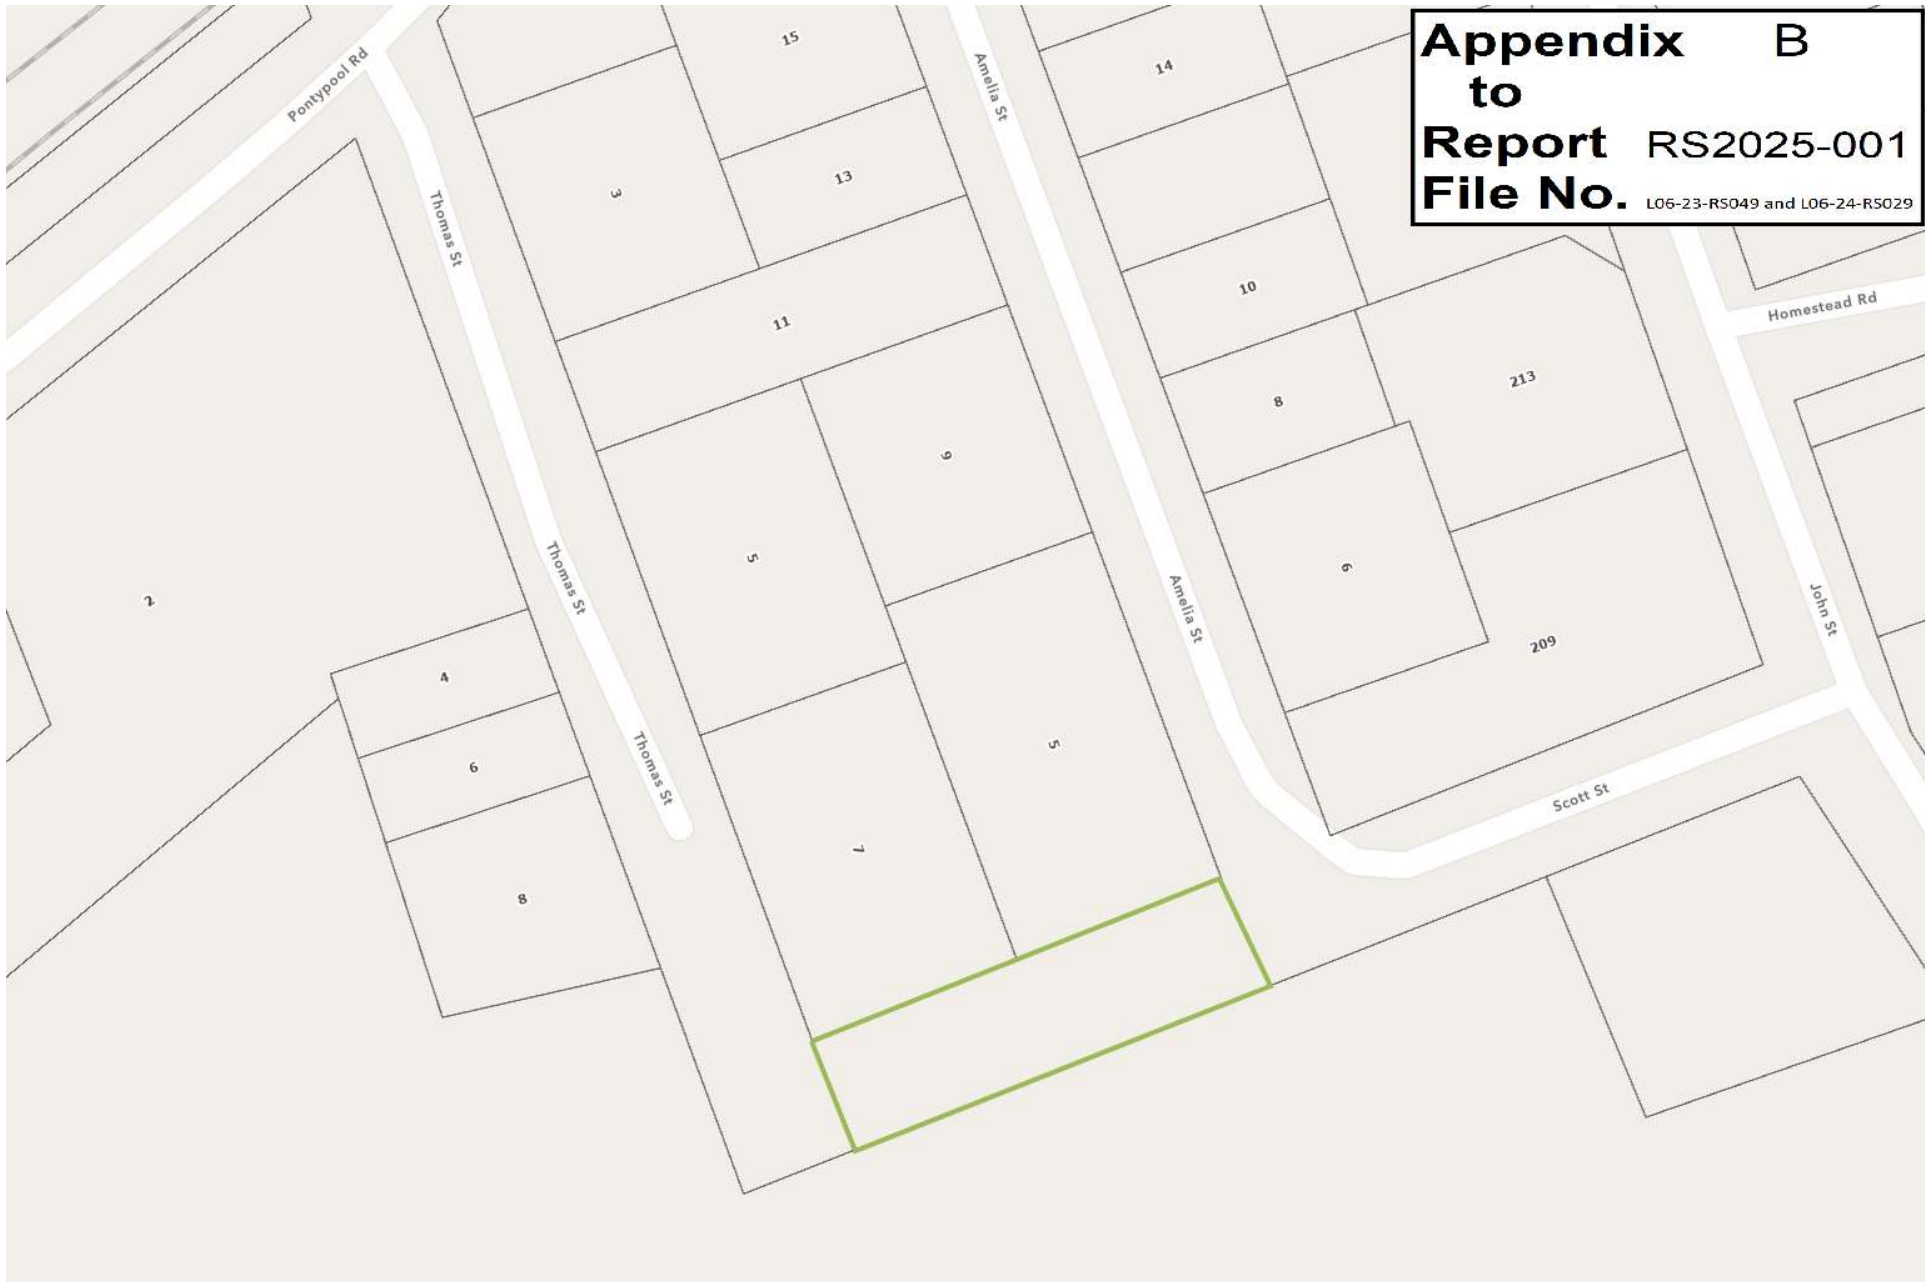 Appendix B
to
Report RS2025-001
File No. L06-23-RS049 and L06-24-RS029
Pontypool Rd
15
Amelia St
14
13
3
Thomas St
10
Homestead Rd
11
213
8
9
5
6
2
Thomas St
Amelia St
John St
209
4
5
6
Thomas St
Scott St
7
8